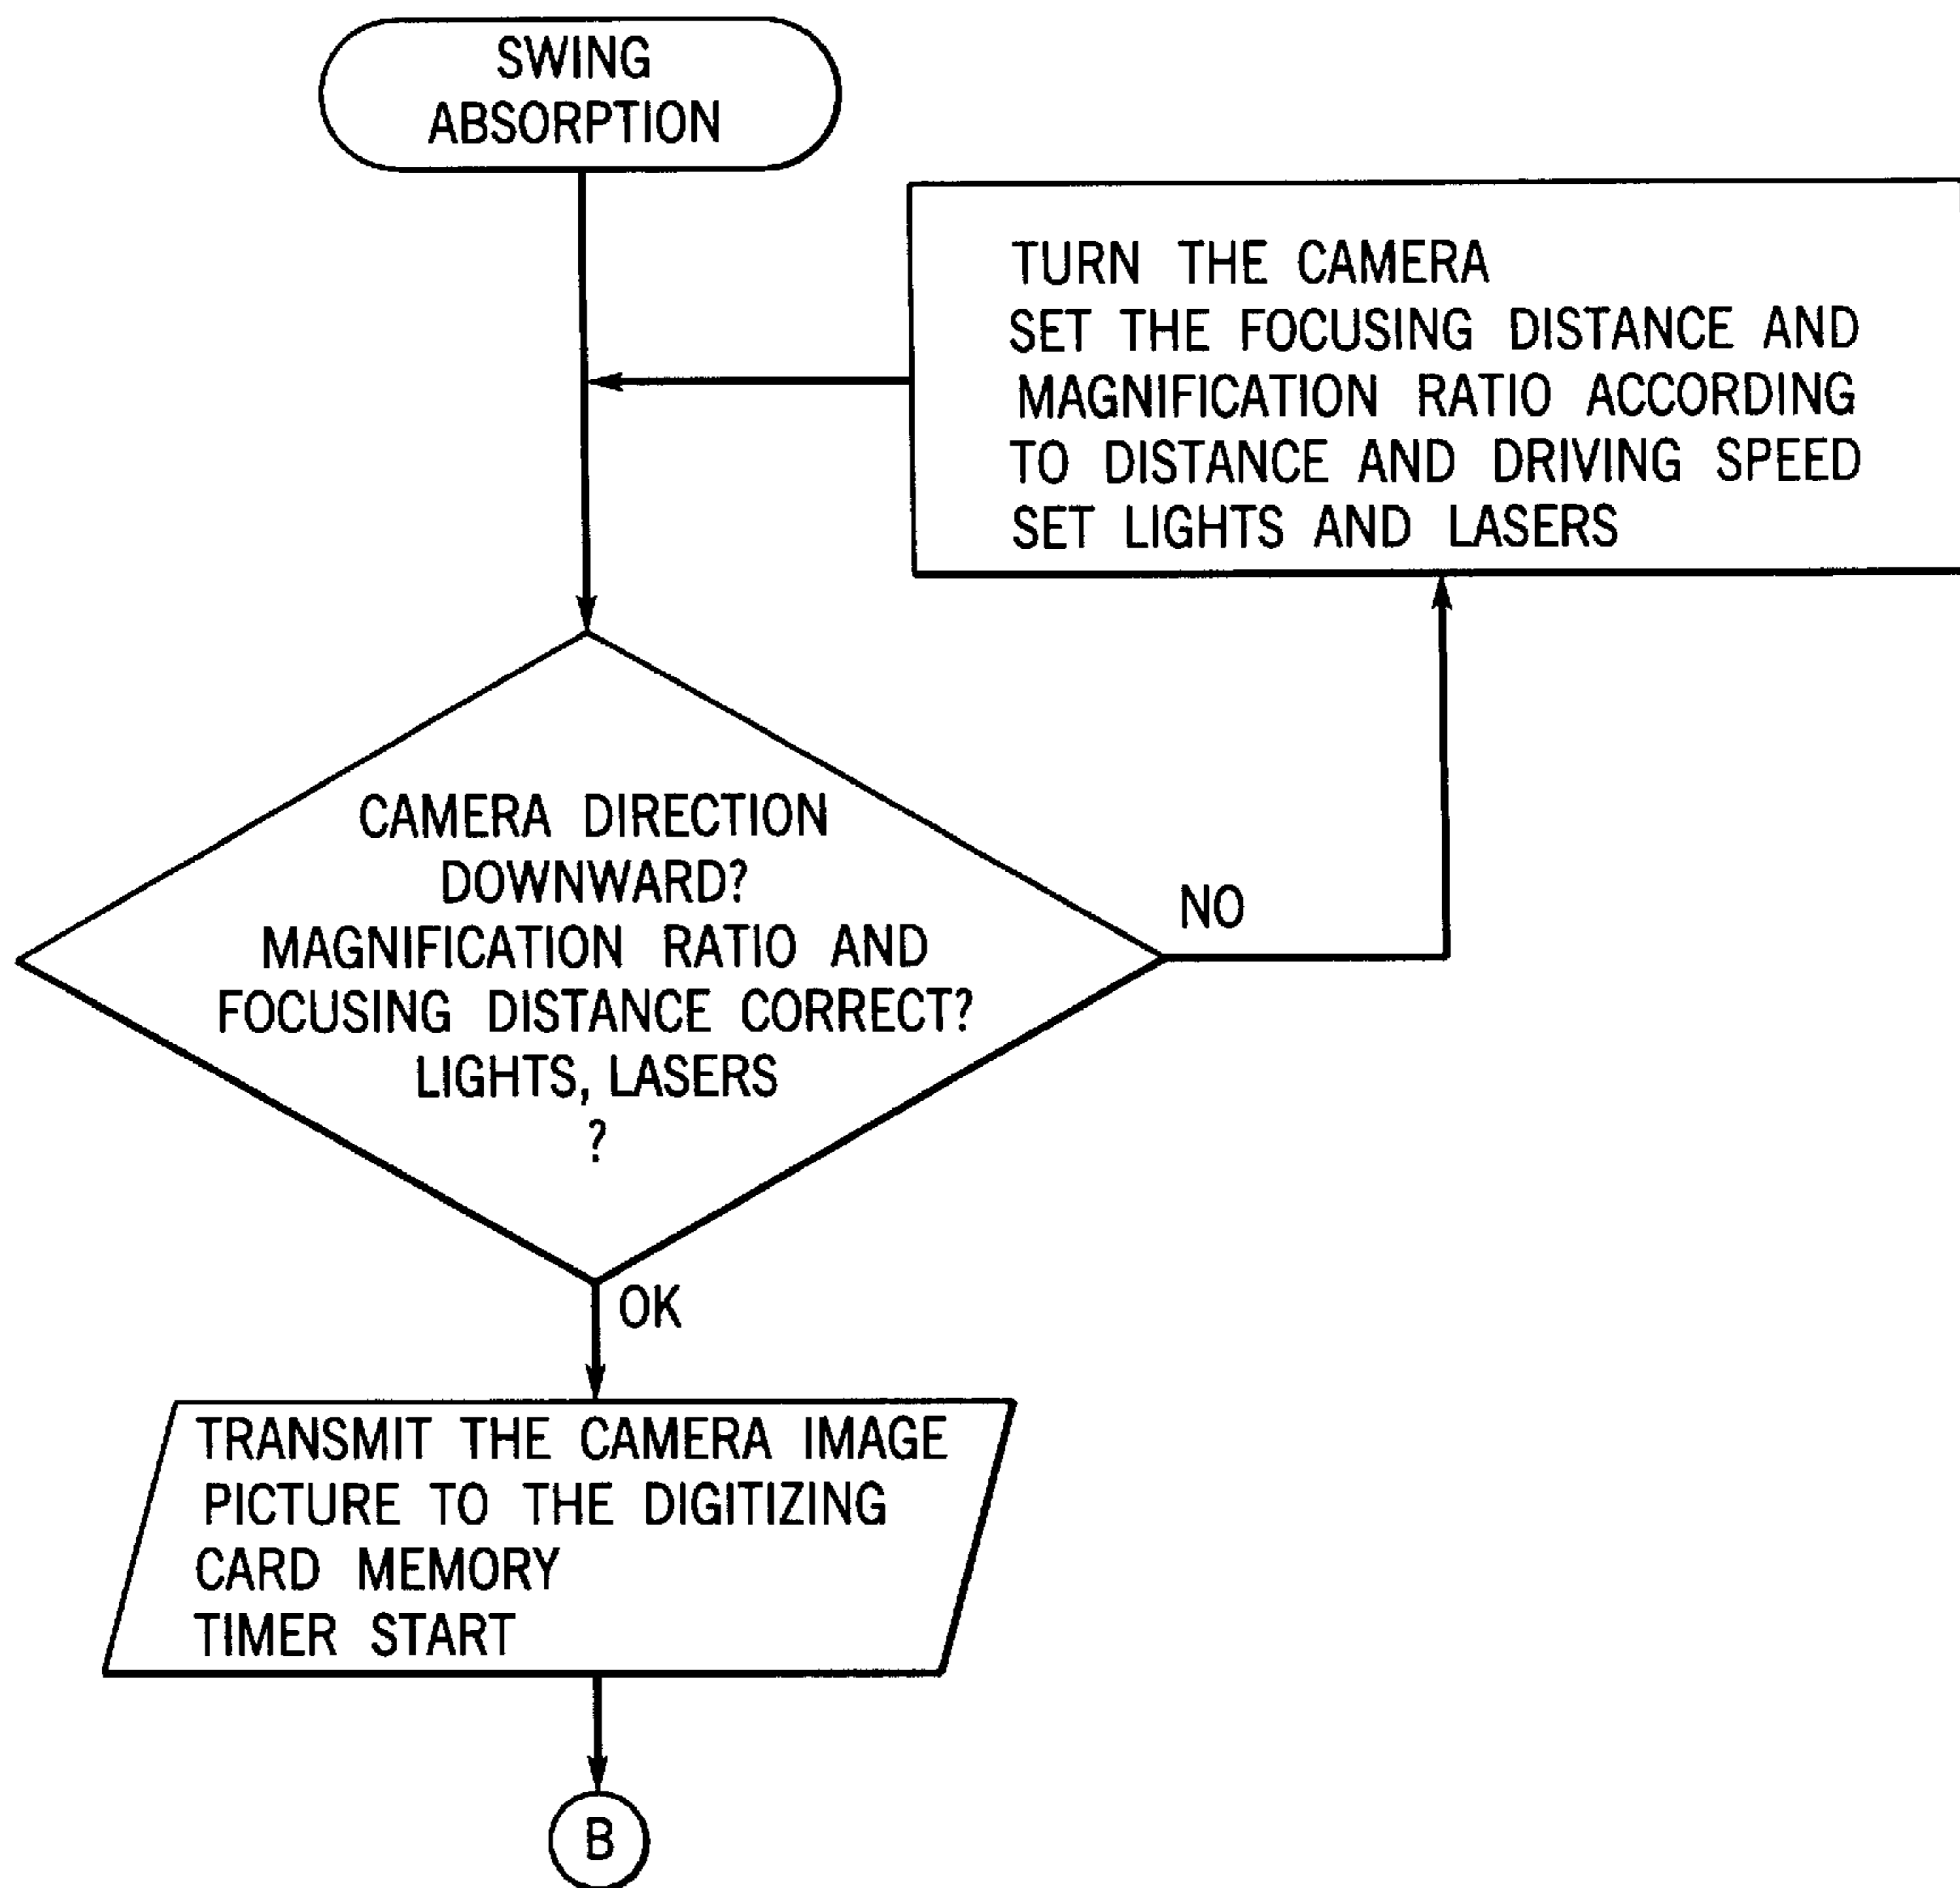 SWING
ABSORPTION
TURN THE CAMERA
SET THE FOCUSING DISTANCE AND
MAGNIFICATION RATIO ACCORDING
TO DISTANCE AND DRIVING SPEED
SET LIGHTS AND LASERS
CAMERA DIRECTION
DOWNWARD?
MAGNIFICATION RATIO AND
FOCUSING DISTANCE CORRECT?
LIGHTS, LASERS
?
NO
OK
TRANSMIT THE CAMERA IMAGE
PICTURE TO THE DIGITIZING
CARD MEMORY
TIMER START
B